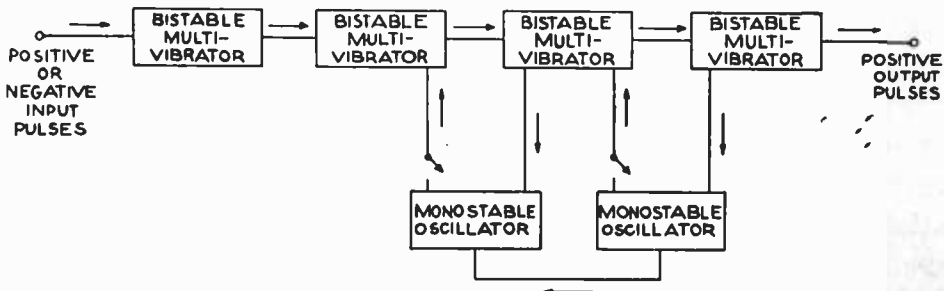 POSITIVE
OR
NEGATIVE
INPUT
PULSES
BISTABLE
MULTI-
VIBRATOR
BISTABLE
MULTI-
VIBRATOR
BISTABLE
MULTI-
VIBRATOR
BISTABLE
MULTI-
VIBRATOR
POSITIVE
OUTPUT
PULSES
MONOSTABLE
OSCILLATOR
MONOSTABLE
OSCILLATOR